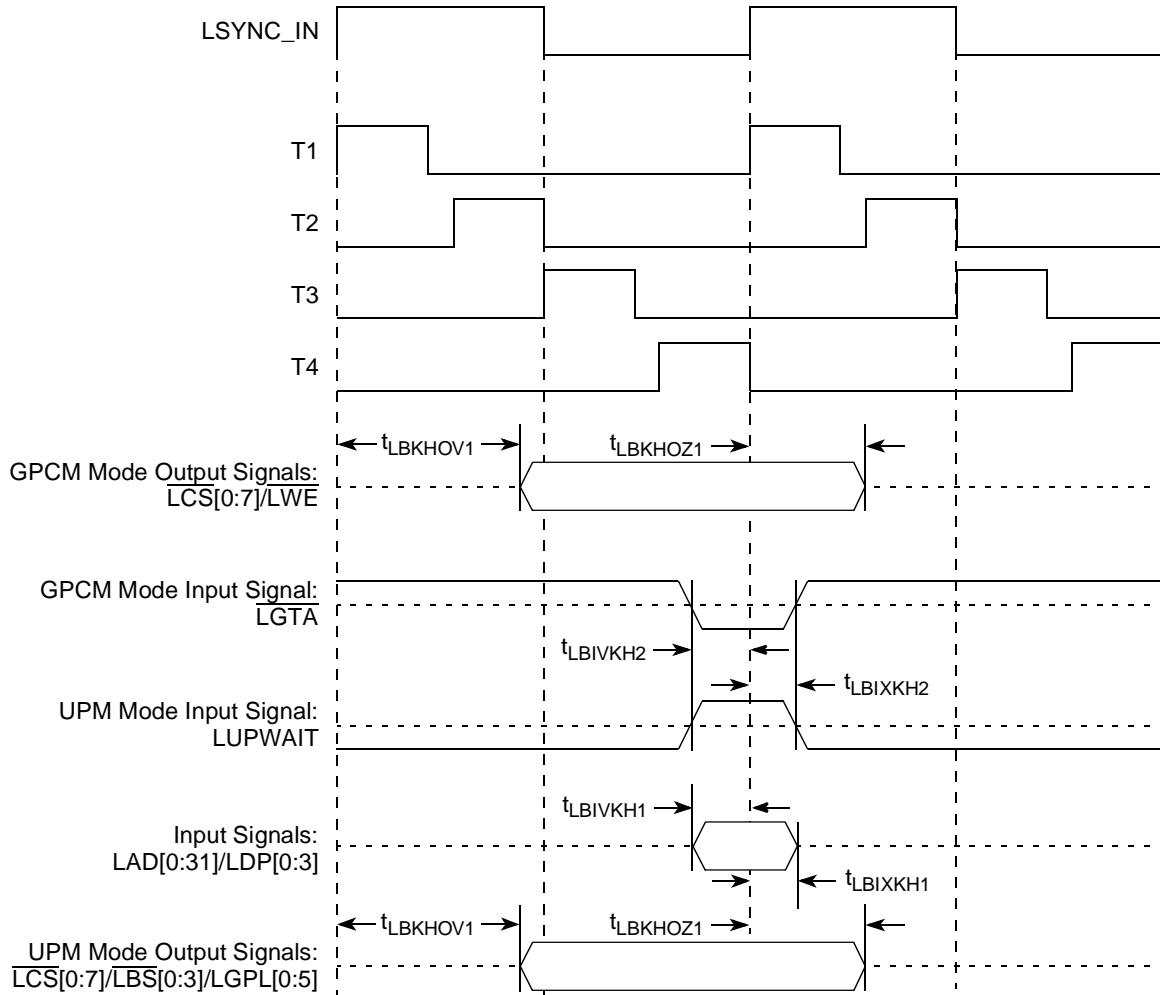 LSYNC_IN
T1
T2
T3
T4
tLBKHOV1
tLBKHOZ1
GPCM Mode Output Signals:
LCS[0:7]/LWE
GPCM Mode Input Signal:
LGTA
tLBIVKH2
tLBIXKH2
UPM Mode Input Signal:
LUPWAIT
tLBIVKH1
Input Signals:
LAD[0:31]/LDP[0:3]
tLBIXKH1
tLBKHOV1
tLBKHOZ1
UPM Mode Output Signals:
LCS[0:7]/LBS[0:3]/LGPL[0:5]